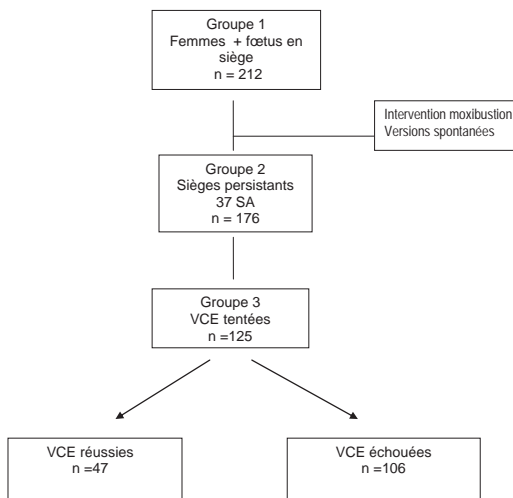 Groupe 1
Femmes + fœtus en
siège
n = 212
Intervention moxibustion
Versions spontanées
Groupe 2
Sièges persistants
37 SA
n = 176
Groupe 3
VCE tentées
n =125
VCE réussies
n =47
VCE échouées
n =106